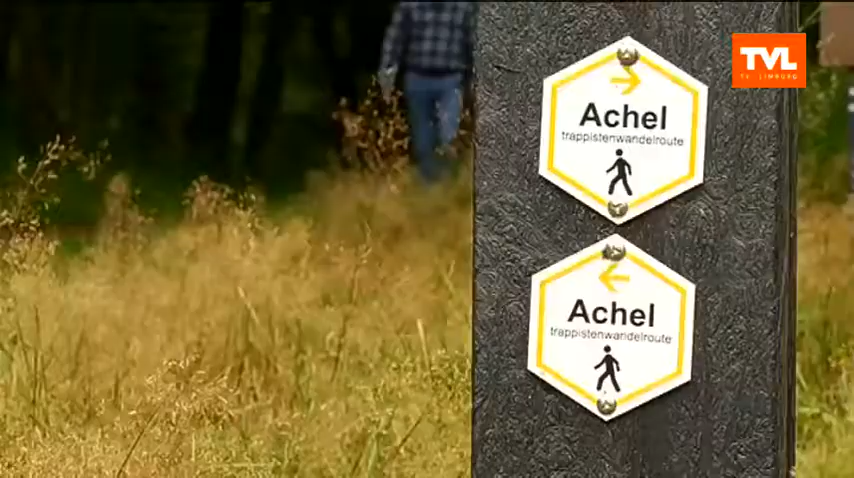 TVL
TV LIMBURG
Achel
trappistenwandelroute
Achel
trappistenwandelroute